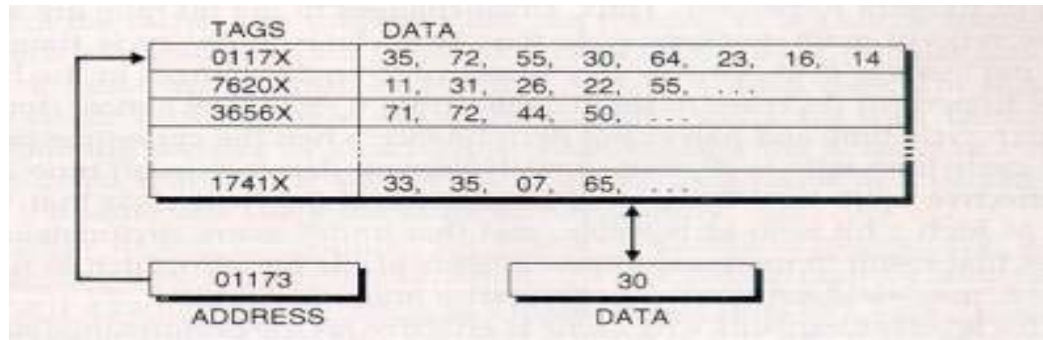 TAGS DATA
0117X 35, 72, 55, 30, 64, 23, 16, 14
7620X 11, 31, 26, 22, 55, . . .
3656X 71, 72, 44, 50, . . .
1741X 33, 35, 07, 65, . . .
01173 30
ADDRESS DATA